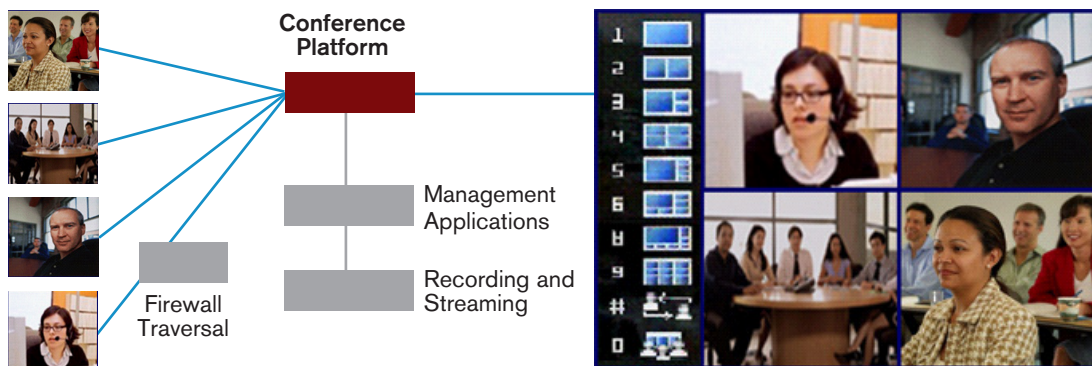 Conference
Platform
Management
Applications
Recording and
Streaming
Firewall
Traversal
1
2
3
4
5
6
8
9
#
0